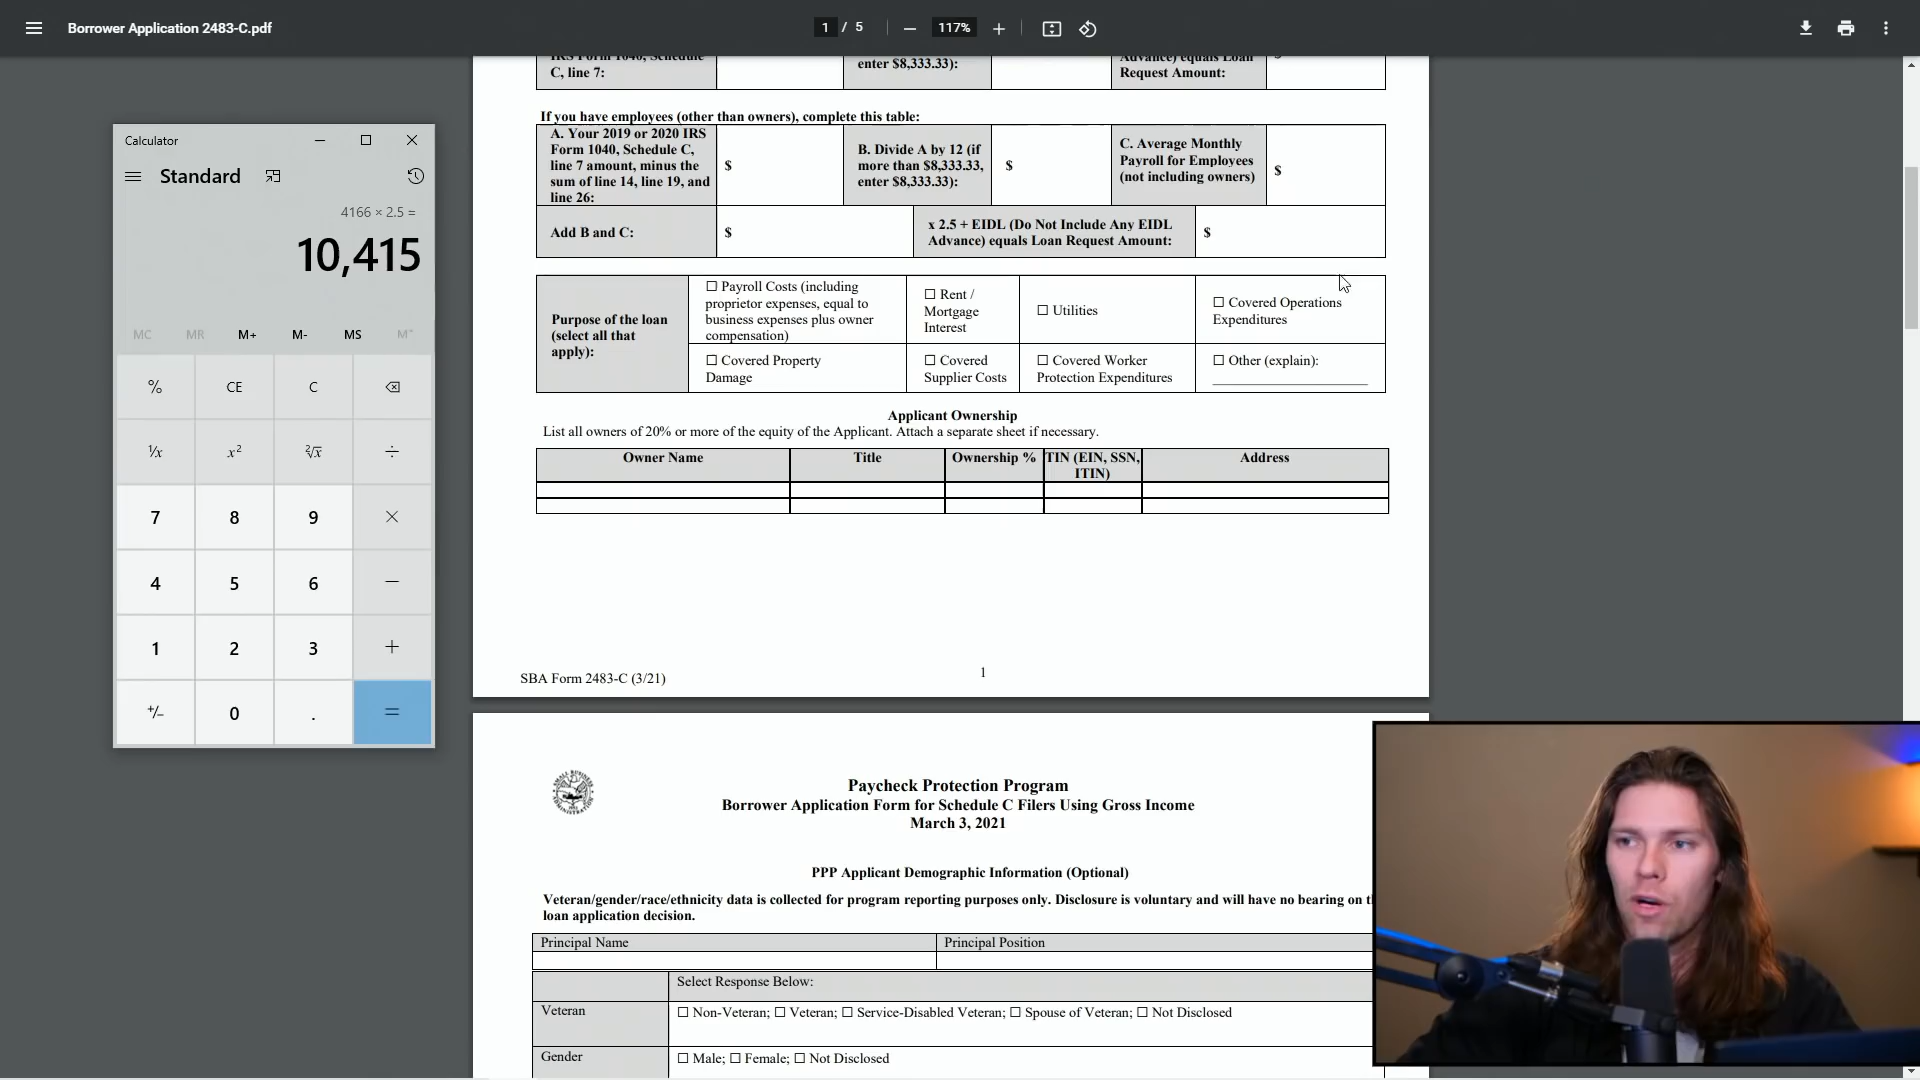 Borrower Application 2483-C.pdf
1 / 5
117%
IRS Form 1040, Schedule
C, line 7:
enter $8,333.33):
Advance) equals Loan
Request Amount:
If you have employees (other than owners), complete this table:
A. Your 2019 or 2020 IRS
Form 1040, Schedule C,
line 7 amount, minus the
sum of line 14, line 19, and
line 26:
$
B. Divide A by 12 (if
more than $8,333.33,
enter $8,333.33):
$
C. Average Monthly
Payroll for Employees
(not including owners)
$
Add B and C:
$
x 2.5 + EIDL (Do Not Include Any EIDL
Advance) equals Loan Request Amount:
$
Purpose of the loan
(select all that
apply):
☐ Payroll Costs (including
proprietor expenses, equal to
business expenses plus owner
compensation)
☐ Rent /
Mortgage
Interest
☐ Utilities
☐ Covered Operations
Expenditures
☐ Covered Property
Damage
☐ Covered
Supplier Costs
☐ Covered Worker
Protection Expenditures
☐ Other (explain):
Applicant Ownership
List all owners of 20% or more of the equity of the Applicant. Attach a separate sheet if necessary.
Owner Name
Title
Ownership %
TIN (EIN, SSN,
ITIN)
Address
SBA Form 2483-C (3/21)
1
Paycheck Protection Program
Borrower Application Form for Schedule C Filers Using Gross Income
March 3, 2021
PPP Applicant Demographic Information (Optional)
Veteran/gender/race/ethnicity data is collected for program reporting purposes only. Disclosure is voluntary and will have no bearing on
loan application decision.
Principal Name
Principal Position
Select Response Below:
Veteran
☐ Non-Veteran; ☐ Veteran; ☐ Service-Disabled Veteran; ☐ Spouse of Veteran; ☐ Not Disclosed
Gender
☐ Male; ☐ Female; ☐ Not Disclosed
Calculator
Standard
4166 × 2.5 =
10,415
MC MR M+ M- MS M˅
% CE C
¹/x x² ²√x ÷
7 8 9 ×
4 5 6 −
1 2 3 +
+/− 0 . =